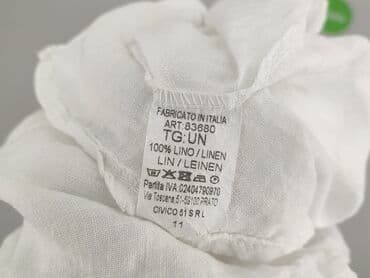 FABRICATO IN ITALIA
ART: 83680
TG: UN
100% LINO / LINEN
LIN / LEINEN
Partita IVA 02404790970
Via Toscana, 51-59100 PRATO
CIVICO 51 S R L
11